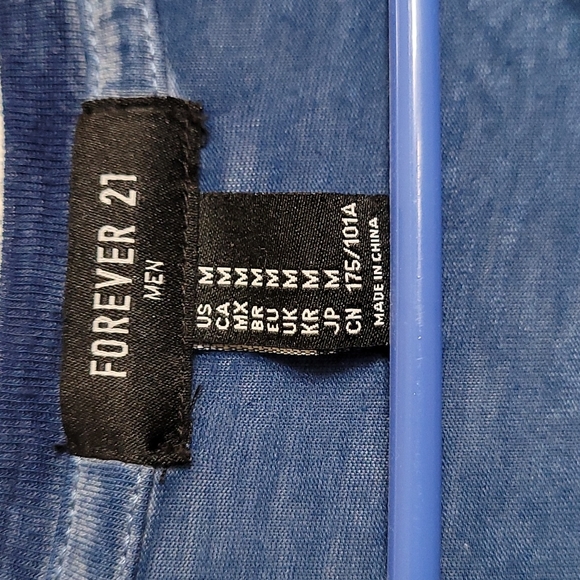 FOREVER 21
MEN
US M
CA M
MX M
BR M
EU M
UK M
KR M
JP M
CN 175/101A
MADE IN CHINA